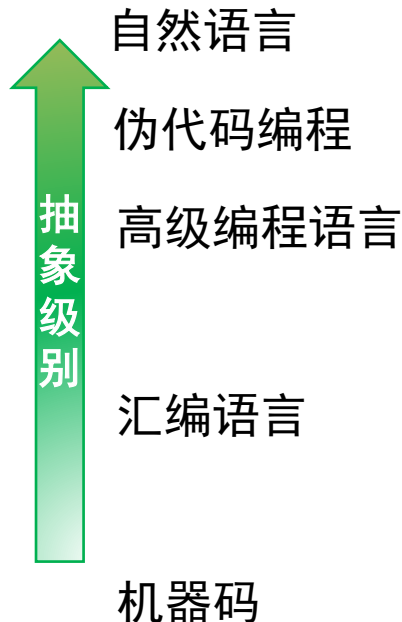 自然语言
伪代码编程
高级编程语言
抽象级别
汇编语言
机器码